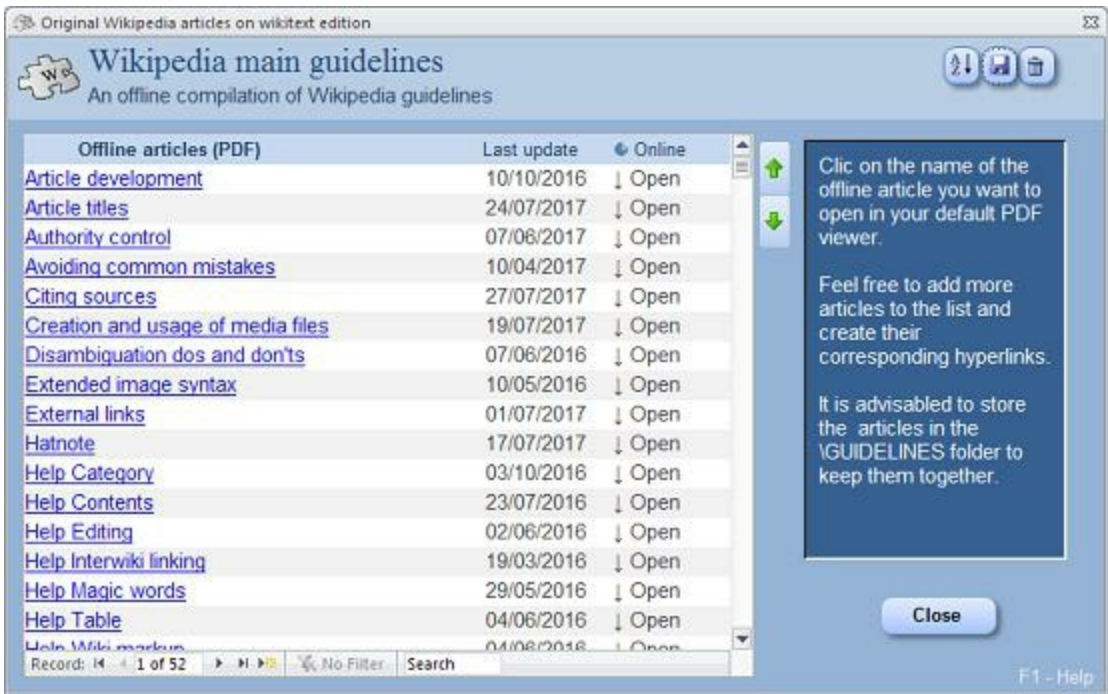 Original Wikipedia articles on wikitext edition
Wikipedia main guidelines
An offline compilation of Wikipedia guidelines
Offline articles (PDF) Last update Online
Article development 10/10/2016 Open
Article titles 24/07/2017 Open
Authority control 07/06/2017 Open
Avoiding common mistakes 10/04/2017 Open
Citing sources 27/07/2017 Open
Creation and usage of media files 19/07/2017 Open
Disambiguation dos and don'ts 07/06/2016 Open
Extended image syntax 10/05/2016 Open
External links 01/07/2017 Open
Hatnote 17/07/2017 Open
Help Category 03/10/2016 Open
Help Contents 23/07/2016 Open
Help Editing 02/06/2016 Open
Help Interwiki linking 19/03/2016 Open
Help Magic words 29/05/2016 Open
Help Table 04/06/2016 Open
Help Wiki markup 04/06/2016 Open
Record: 1 of 52 No Filter Search
Clic on the name of the
offline article you want to
open in your default PDF
viewer.
Feel free to add more
articles to the list and
create their
corresponding hyperlinks.
It is advisabled to store
the articles in the
\GUIDELINES folder to
keep them together.
Close
F1 - Help